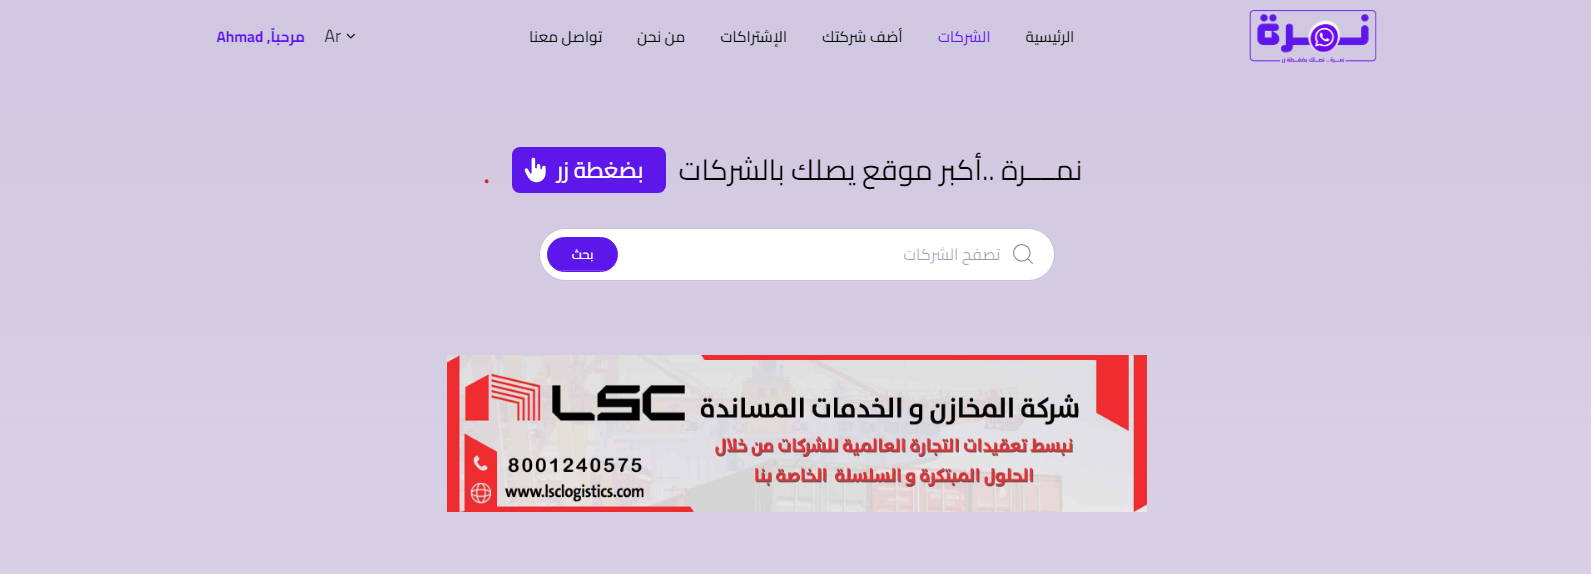 نمـرة
نمـرة .. نصلك بضغطة زر
الرئيسية
الشركات
أضف شركتك
الإشتراكات
من نحن
تواصل معنا
Ar
مرحباً, Ahmad
نمــــرة ..أكبر موقع يصلك بالشركات بضغطة زر .
تصفح الشركات
بحث
LSC شركة المخازن و الخدمات المساندة
نبسط تعقيدات التجارة العالمية للشركات من خلال
الحلول المبتكرة و السلسلة الخاصة بنا
8001240575
www.lsclogistics.com